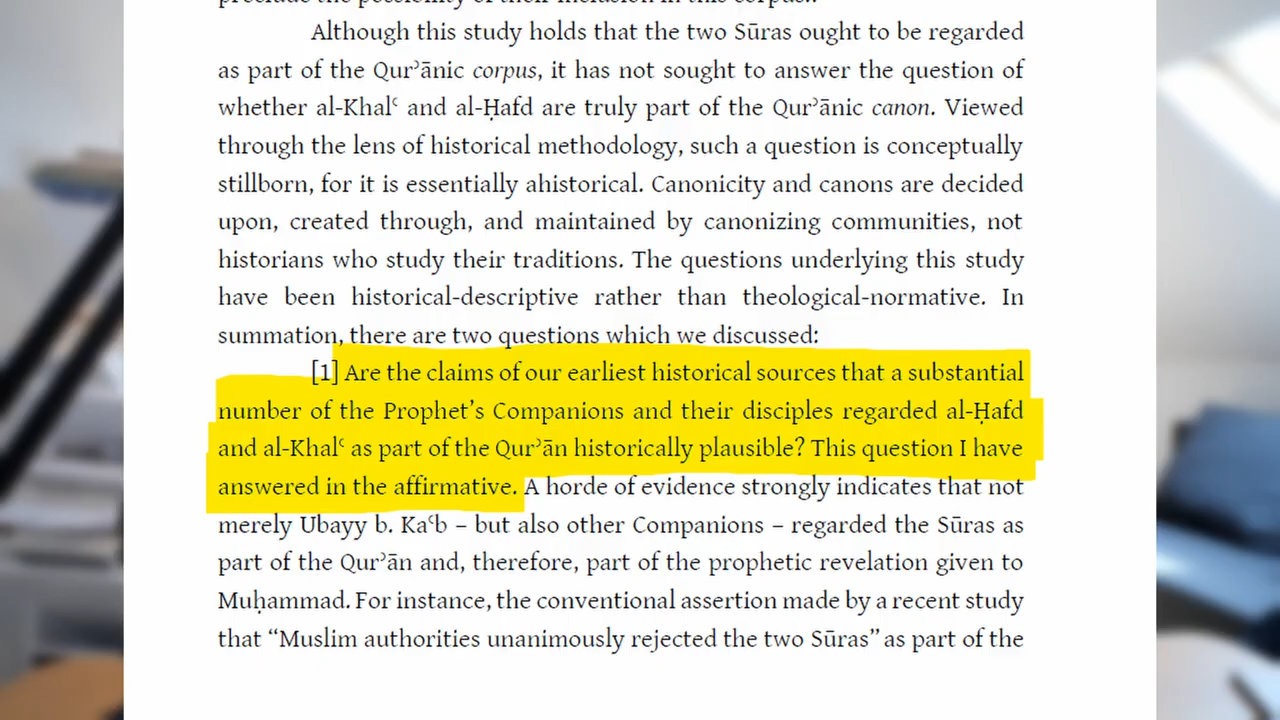 preclude the possibility of their inclusion in this corpus..
Although this study holds that the two Sūras ought to be regarded
as part of the Qurʾānic corpus, it has not sought to answer the question of
whether al-Khalʿ and al-Ḥafd are truly part of the Qurʾānic canon. Viewed
through the lens of historical methodology, such a question is conceptually
stillborn, for it is essentially ahistorical. Canonicity and canons are decided
upon, created through, and maintained by canonizing communities, not
historians who study their traditions. The questions underlying this study
have been historical-descriptive rather than theological-normative. In
summation, there are two questions which we discussed:
[1] Are the claims of our earliest historical sources that a substantial
number of the Prophet’s Companions and their disciples regarded al-Ḥafd
and al-Khalʿ as part of the Qurʾān historically plausible? This question I have
answered in the affirmative. A horde of evidence strongly indicates that not
merely Ubayy b. Kaʿb – but also other Companions – regarded the Sūras as
part of the Qurʾān and, therefore, part of the prophetic revelation given to
Muḥammad. For instance, the conventional assertion made by a recent study
that “Muslim authorities unanimously rejected the two Sūras” as part of the